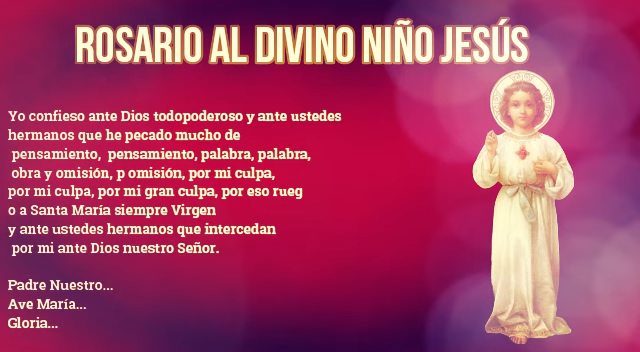 ROSARIO AL DIVINO NIÑO JESÚS
Yo confieso ante Dios todopoderoso y ante ustedes
hermanos que he pecado mucho de
pensamiento, pensamiento, palabra, palabra,
obra y omisión, p omisión, por mi culpa,
por mi culpa, por mi gran culpa, por eso rueg
o a Santa María siempre Virgen
y ante ustedes hermanos que intercedan
por mi ante Dios nuestro Señor.
Padre Nuestro...
Ave María...
Gloria...